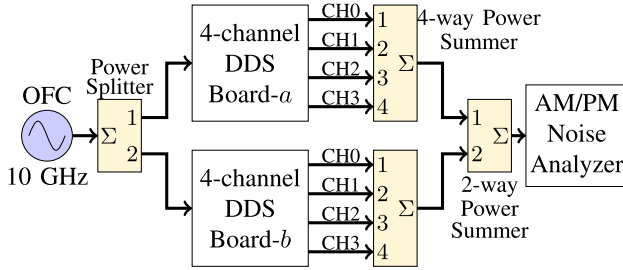 OFC
10 GHz
Power
Splitter
Σ
1
2
4-channel
DDS
Board-a
CH0
CH1
CH2
CH3
1
2
3
4
Σ
4-way Power
Summer
4-channel
DDS
Board-b
CH0
CH1
CH2
CH3
1
2
3
4
Σ
1
2
Σ
2-way
Power
Summer
AM/PM
Noise
Analyzer